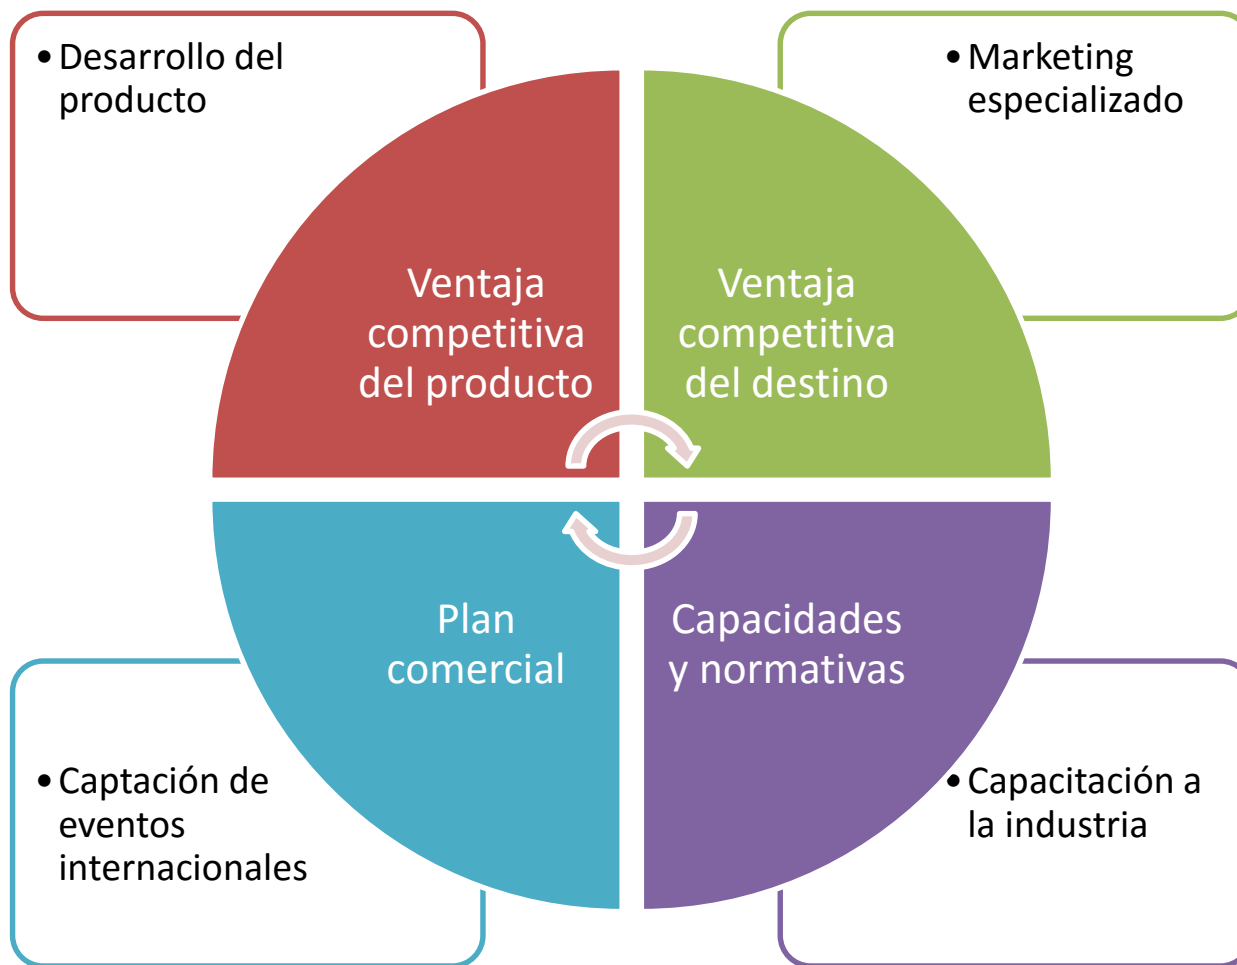 • Desarrollo del
producto
• Marketing
especializado
Ventaja
competitiva
del producto
Ventaja
competitiva
del destino
Plan
comercial
Capacidades
y normativas
• Captación de
eventos
internacionales
• Capacitación a
la industria